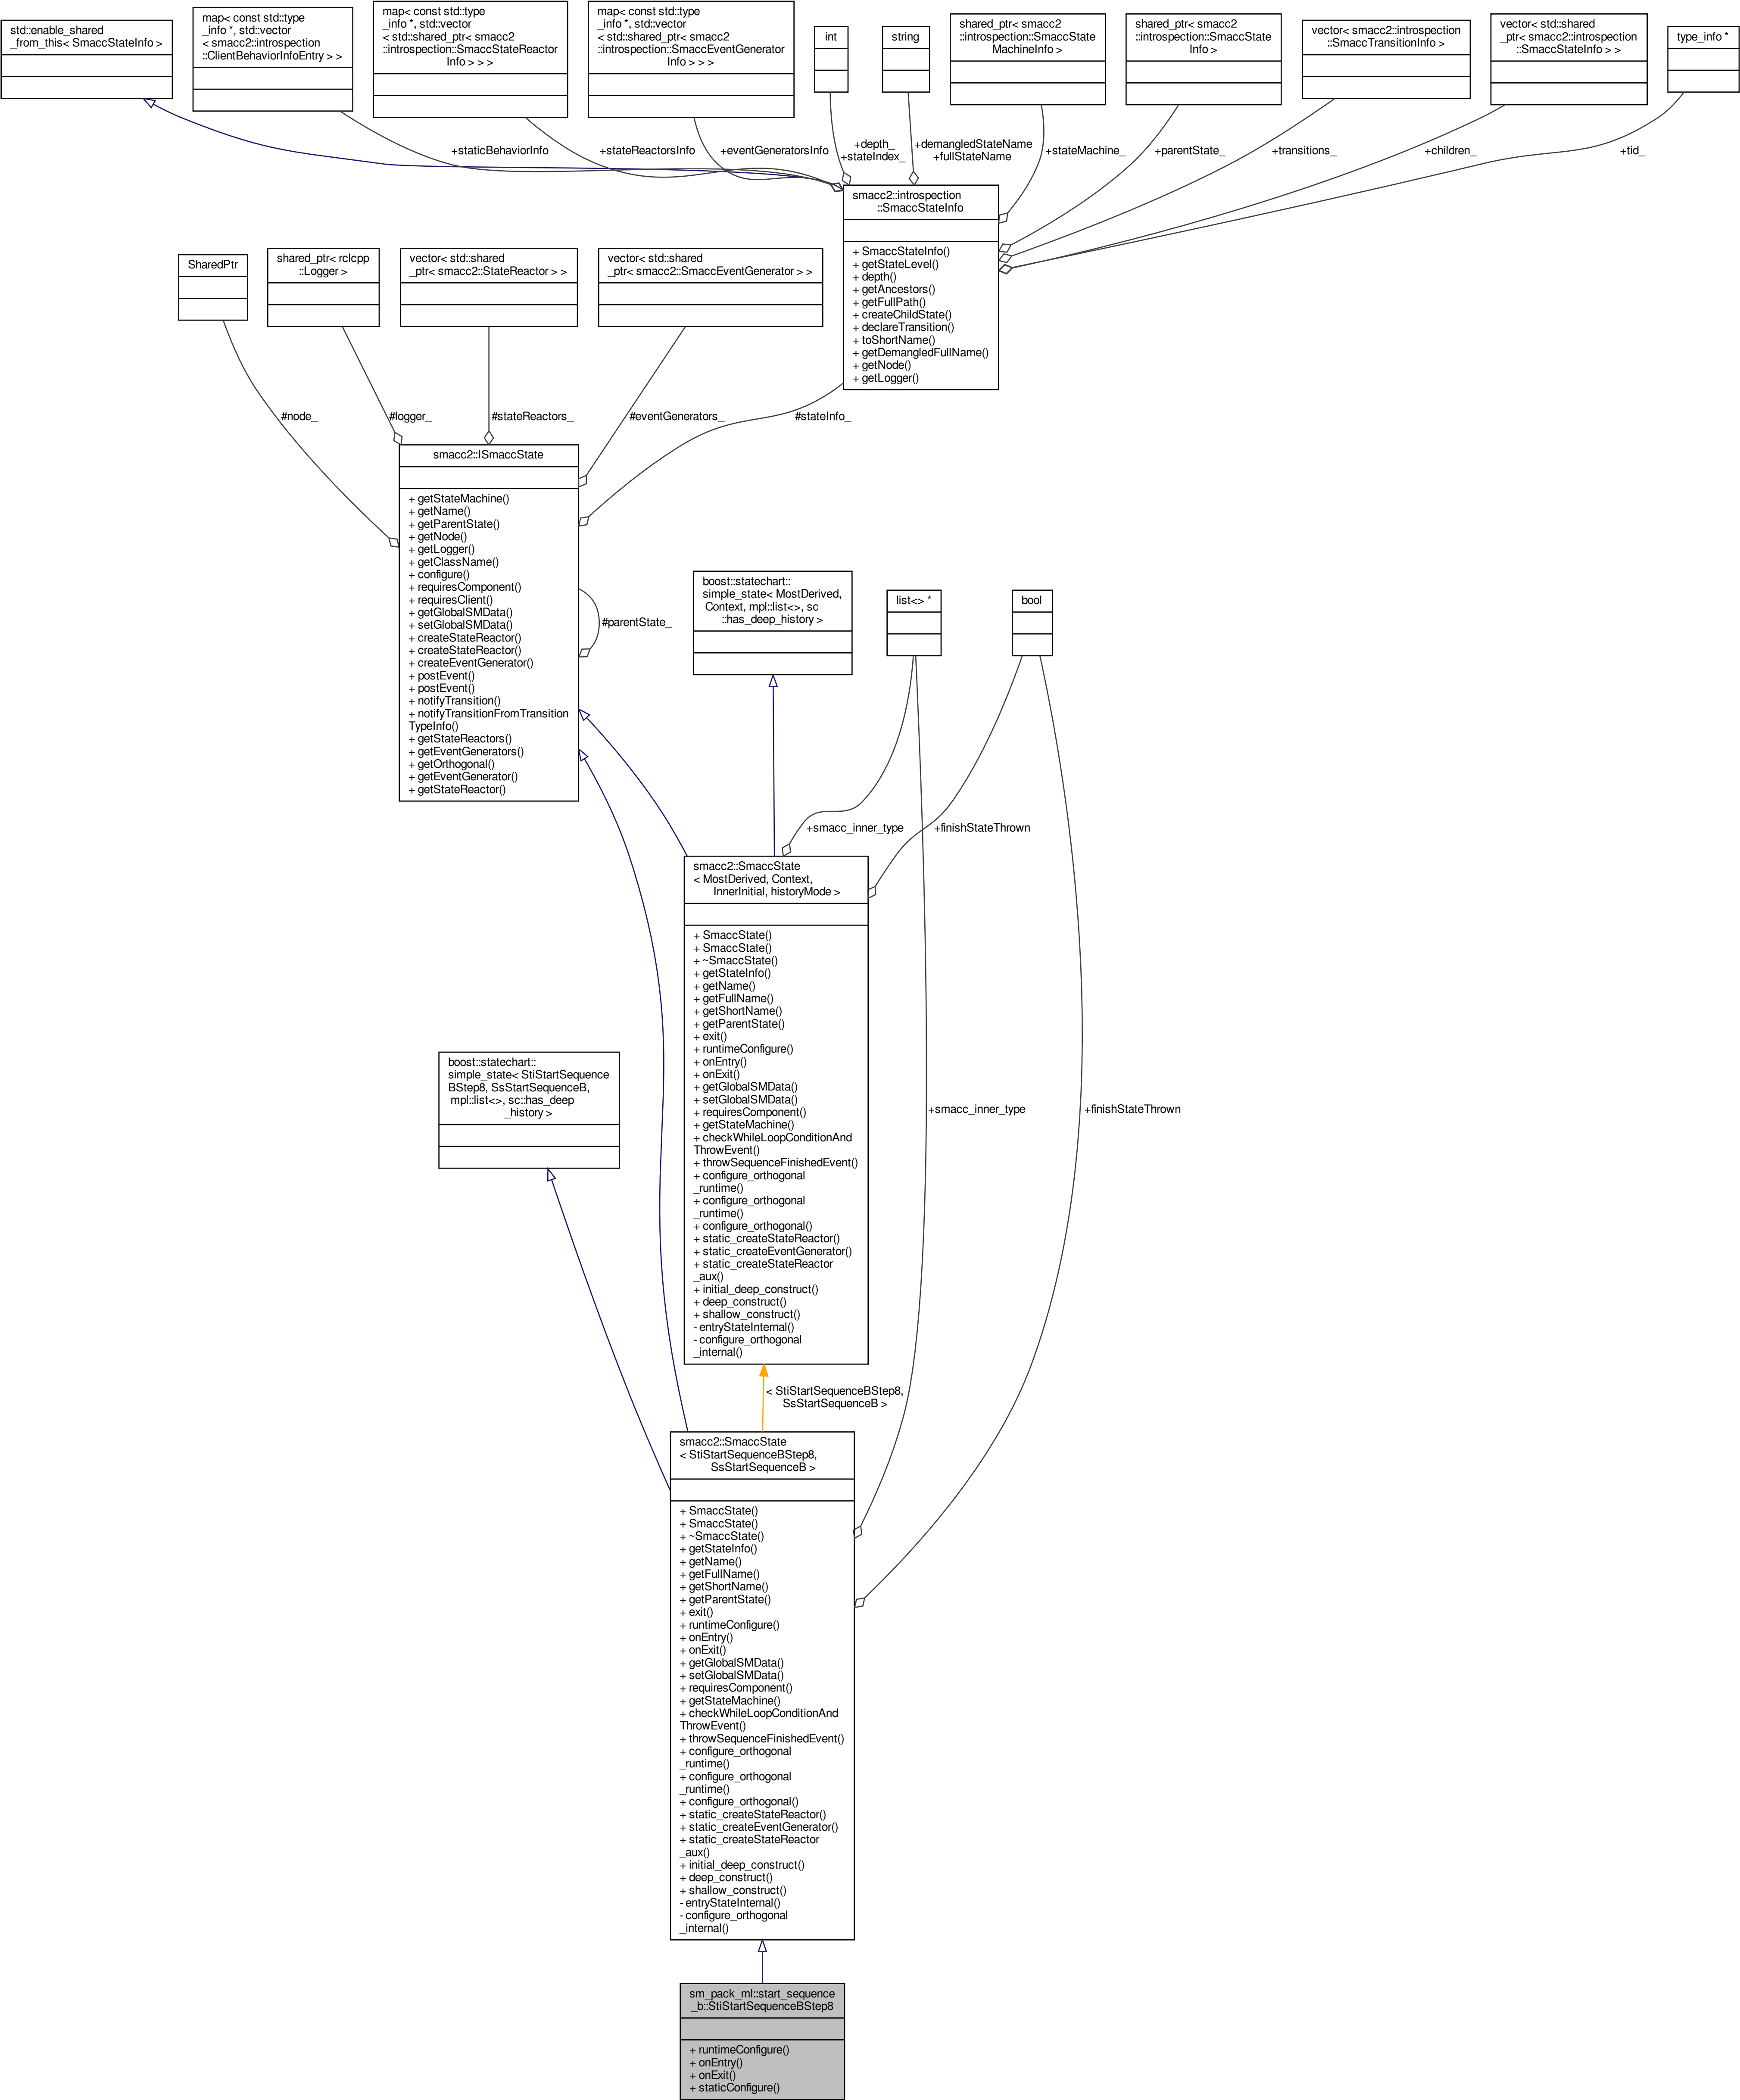 std::enable_shared
_from_this< SmaccStateInfo >
map< const std::type
_info *, std::vector
< smacc2::introspection
::ClientBehaviorInfoEntry > >
map< const std::type
_info *, std::vector
< std::shared_ptr< smacc2
::introspection::SmaccStateReactor
Info > > >
map< const std::type
_info *, std::vector
< std::shared_ptr< smacc2
::introspection::SmaccEventGenerator
Info > > >
int
string
shared_ptr< smacc2
::introspection::SmaccState
MachineInfo >
shared_ptr< smacc2
::introspection::SmaccState
Info >
vector< smacc2::introspection
::SmaccTransitionInfo >
vector< std::shared
_ptr< smacc2::introspection
::SmaccStateInfo > >
type_info *
+staticBehaviorInfo
+stateReactorsInfo
+eventGeneratorsInfo
+depth_
+stateIndex_
+demangledStateName
+fullStateName
+stateMachine_
+parentState_
+transitions_
+children_
+tid_
smacc2::introspection
::SmaccStateInfo
+ SmaccStateInfo()
+ getStateLevel()
+ depth()
+ getAncestors()
+ getFullPath()
+ createChildState()
+ declareTransition()
+ toShortName()
+ getDemangledFullName()
+ getNode()
+ getLogger()
SharedPtr
shared_ptr< rclcpp
::Logger >
vector< std::shared
_ptr< smacc2::StateReactor > >
vector< std::shared
_ptr< smacc2::SmaccEventGenerator > >
#node_
#logger_
#stateReactors_
#eventGenerators_
#stateInfo_
smacc2::ISmaccState
+ getStateMachine()
+ getName()
+ getParentState()
+ getNode()
+ getLogger()
+ getClassName()
+ configure()
+ requiresComponent()
+ requiresClient()
+ getGlobalSMData()
+ setGlobalSMData()
+ createStateReactor()
+ createStateReactor()
+ createEventGenerator()
+ postEvent()
+ postEvent()
+ notifyTransition()
+ notifyTransitionFromTransition
TypeInfo()
+ getStateReactors()
+ getEventGenerators()
+ getOrthogonal()
+ getEventGenerator()
+ getStateReactor()
#parentState_
boost::statechart::
simple_state< MostDerived,
Context, mpl::list<>, sc
::has_deep_history >
list<> *
bool
+smacc_inner_type
+finishStateThrown
smacc2::SmaccState
< MostDerived, Context,
InnerInitial, historyMode >
+ SmaccState()
+ SmaccState()
+ ~SmaccState()
+ getStateInfo()
+ getName()
+ getFullName()
+ getShortName()
+ getParentState()
+ exit()
+ runtimeConfigure()
+ onEntry()
+ onExit()
+ getGlobalSMData()
+ setGlobalSMData()
+ requiresComponent()
+ getStateMachine()
+ checkWhileLoopConditionAnd
ThrowEvent()
+ throwSequenceFinishedEvent()
+ configure_orthogonal
_runtime()
+ configure_orthogonal
_runtime()
+ configure_orthogonal()
+ static_createStateReactor()
+ static_createEventGenerator()
+ static_createStateReactor
_aux()
+ initial_deep_construct()
+ deep_construct()
+ shallow_construct()
- entryStateInternal()
- configure_orthogonal
_internal()
boost::statechart::
simple_state< StiStartSequence
BStep8, SsStartSequenceB,
mpl::list<>, sc::has_deep
_history >
+smacc_inner_type
+finishStateThrown
< StiStartSequenceBStep8,
SsStartSequenceB >
smacc2::SmaccState
< StiStartSequenceBStep8,
SsStartSequenceB >
+ SmaccState()
+ SmaccState()
+ ~SmaccState()
+ getStateInfo()
+ getName()
+ getFullName()
+ getShortName()
+ getParentState()
+ exit()
+ runtimeConfigure()
+ onEntry()
+ onExit()
+ getGlobalSMData()
+ setGlobalSMData()
+ requiresComponent()
+ getStateMachine()
+ checkWhileLoopConditionAnd
ThrowEvent()
+ throwSequenceFinishedEvent()
+ configure_orthogonal
_runtime()
+ configure_orthogonal
_runtime()
+ configure_orthogonal()
+ static_createStateReactor()
+ static_createEventGenerator()
+ static_createStateReactor
_aux()
+ initial_deep_construct()
+ deep_construct()
+ shallow_construct()
- entryStateInternal()
- configure_orthogonal
_internal()
sm_pack_ml::start_sequence
_b::StiStartSequenceBStep8
+ runtimeConfigure()
+ onEntry()
+ onExit()
+ staticConfigure()